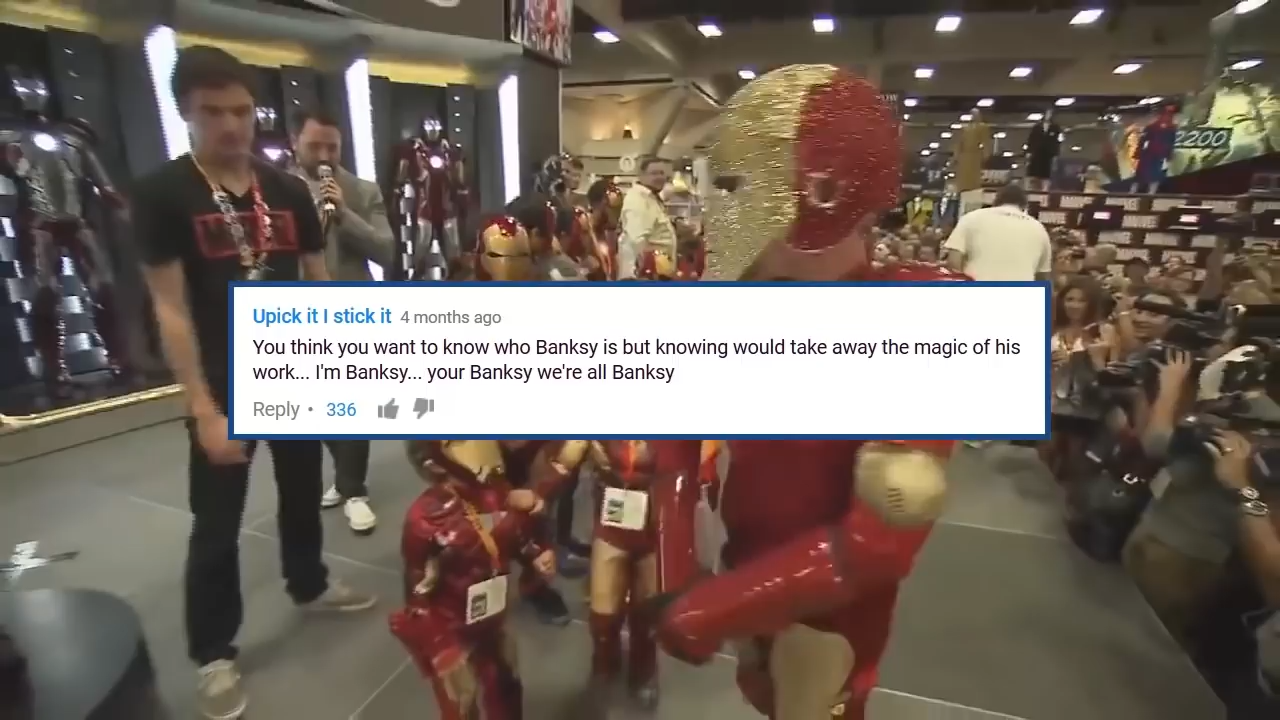 2200
Upick it I stick it 4 months ago
You think you want to know who Banksy is but knowing would take away the magic of his
work... I'm Banksy... your Banksy we're all Banksy
Reply • 336